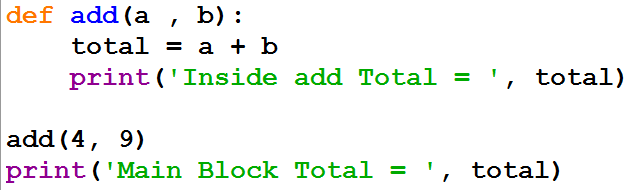 def add(a , b):
    total = a + b
    print('Inside add Total = ', total)

add(4, 9)
print('Main Block Total = ', total)